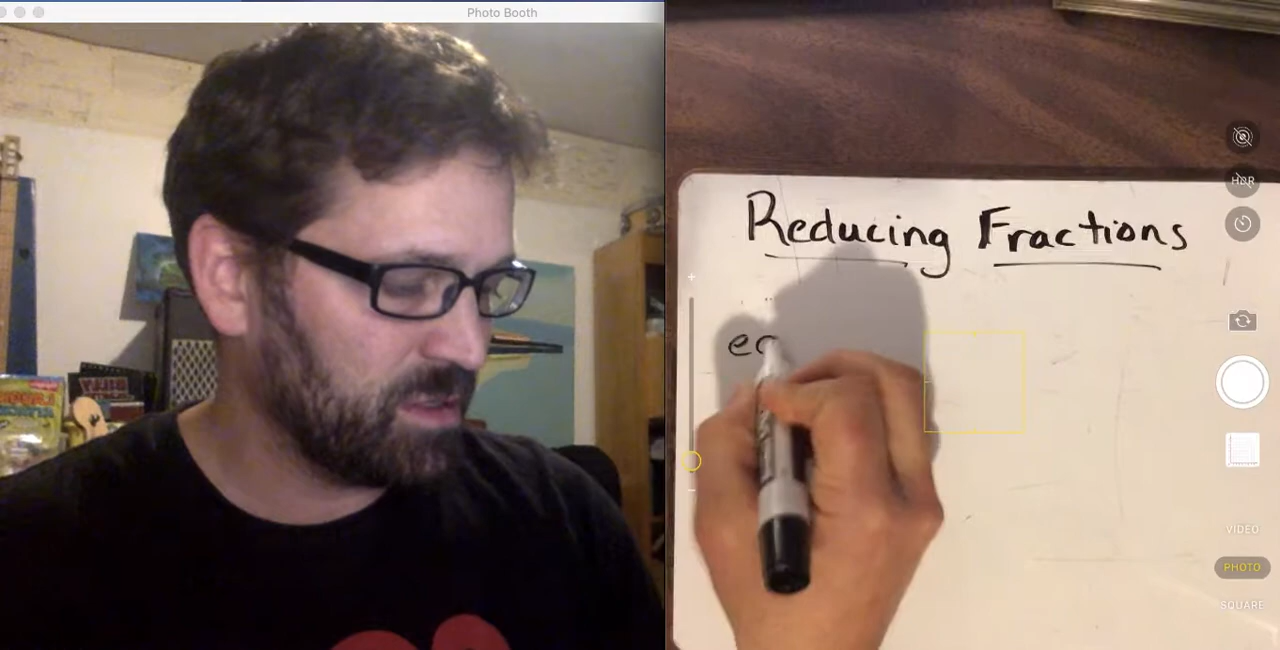 Photo Booth
Reducing Fractions
HDR
VIDEO
PHOTO
SQUARE